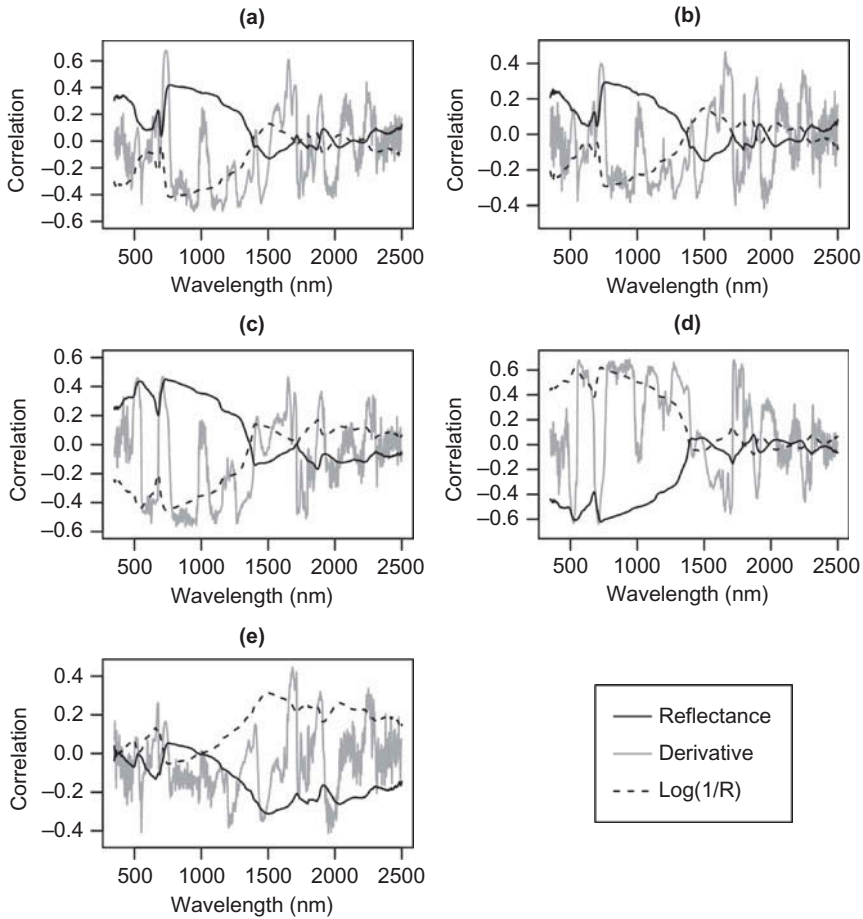 (a)
Correlation
0.6
0.4
0.2
0.0
–0.2
–0.4
–0.6
500 1000 1500 2000 2500
Wavelength (nm)
(b)
Correlation
0.4
0.2
0.0
–0.2
–0.4
500 1000 1500 2000 2500
Wavelength (nm)
(c)
Correlation
0.6
0.4
0.2
0.0
–0.2
–0.4
–0.6
500 1000 1500 2000 2500
Wavelength (nm)
(d)
Correlation
0.6
0.4
0.2
0.0
–0.2
–0.4
–0.6
500 1000 1500 2000 2500
Wavelength (nm)
(e)
Correlation
0.4
0.2
0.0
–0.2
–0.4
500 1000 1500 2000 2500
Wavelength (nm)
Reflectance
Derivative
Log(1/R)